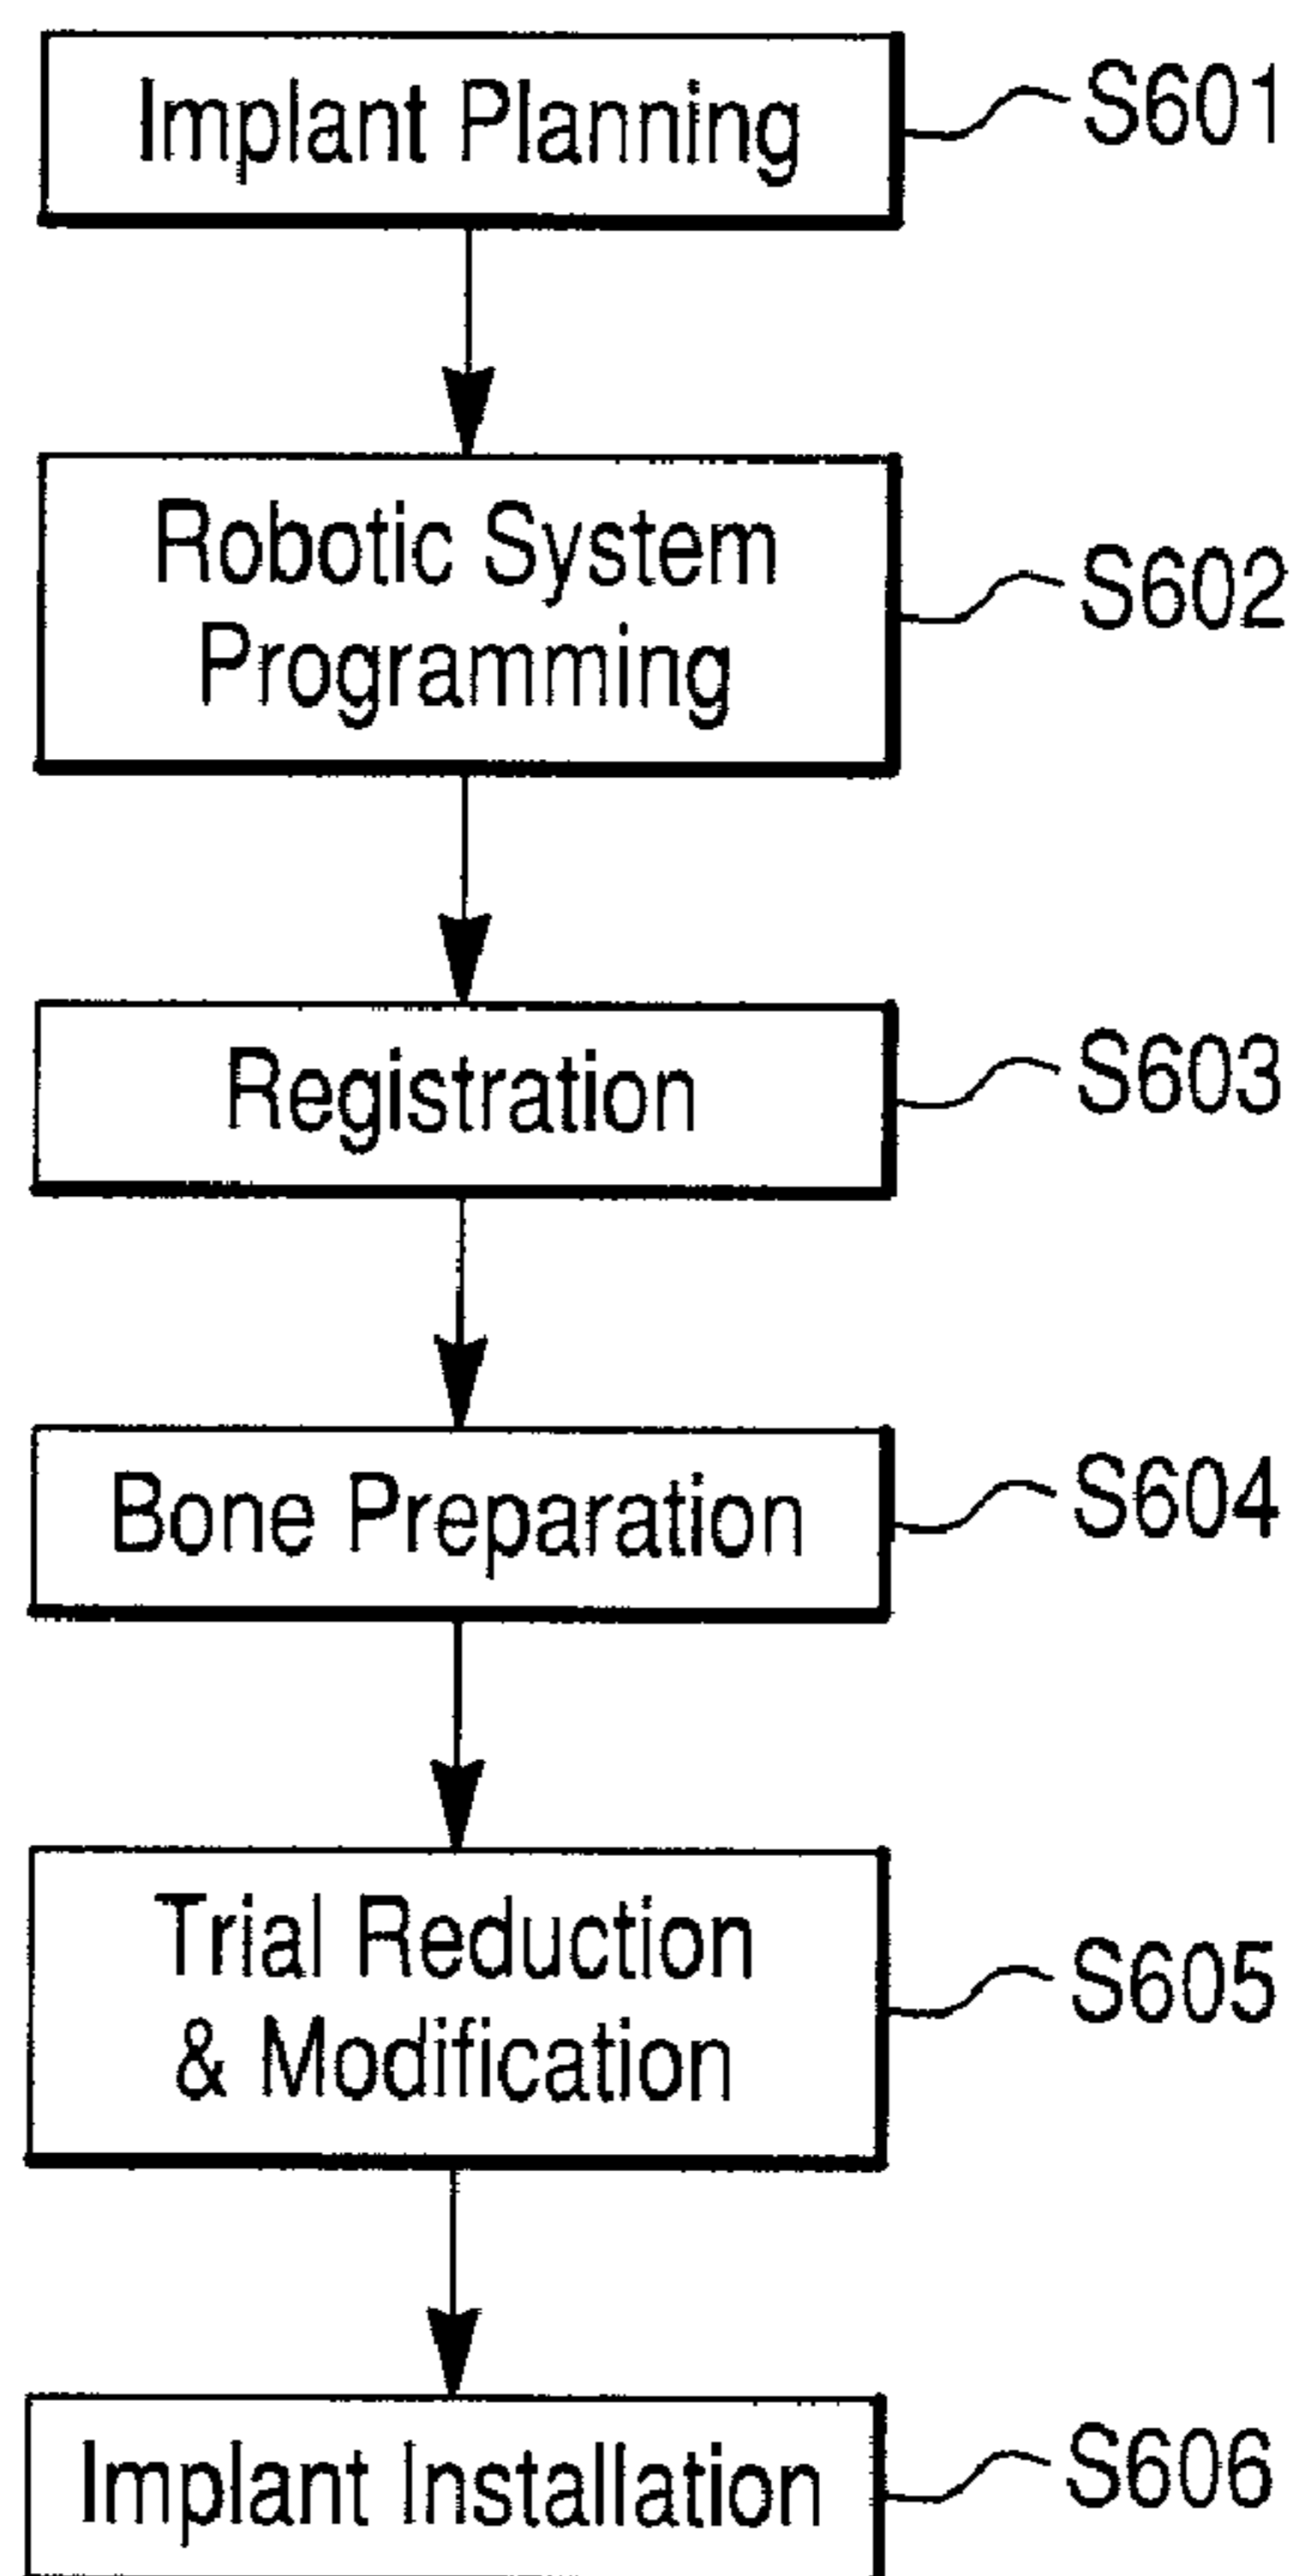 Implant Planning
S601
Robotic System
Programming
S602
Registration
S603
Bone Preparation
S604
Trial Reduction
& Modification
S605
Implant Installation
S606